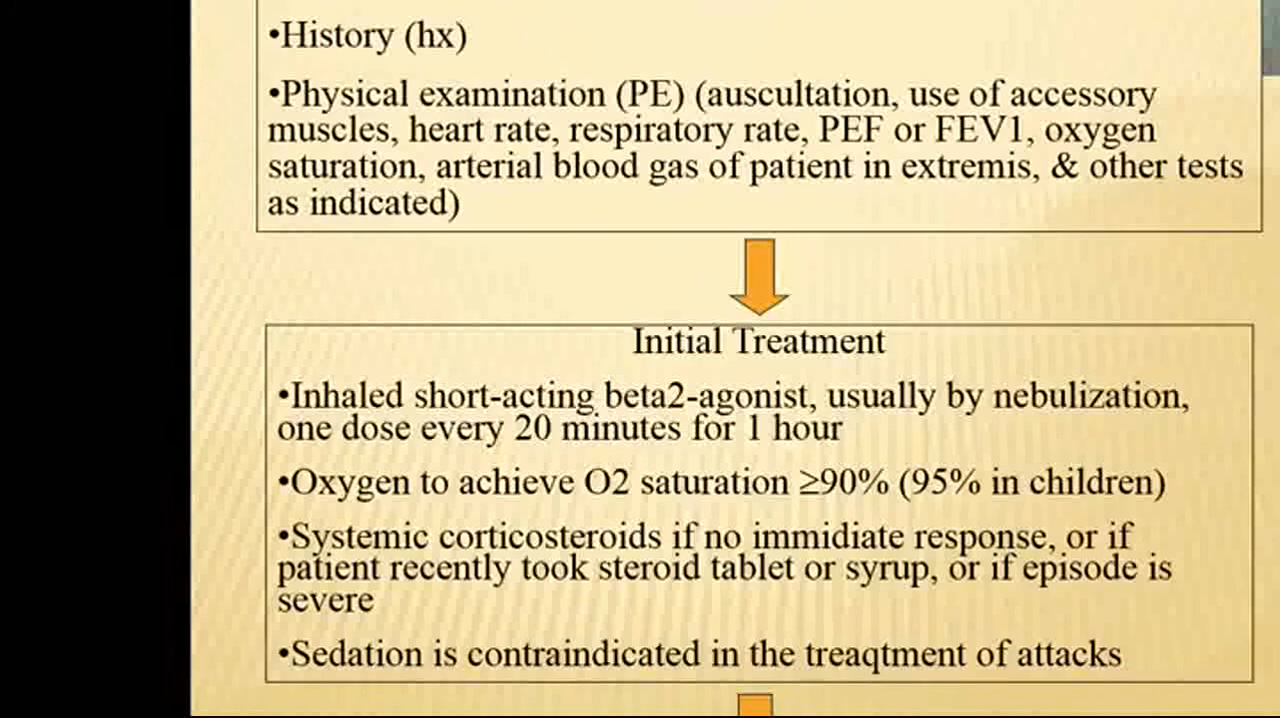 •History (hx)
•Physical examination (PE) (auscultation, use of accessory
muscles, heart rate, respiratory rate, PEF or FEV1, oxygen
saturation, arterial blood gas of patient in extremis, & other tests
as indicated)
Initial Treatment
•Inhaled short-acting beta2-agonist, usually by nebulization,
one dose every 20 minutes for 1 hour
•Oxygen to achieve O2 saturation ≥90% (95% in children)
•Systemic corticosteroids if no immidiate response, or if
patient recently took steroid tablet or syrup, or if episode is
severe
•Sedation is contraindicated in the treaqtment of attacks